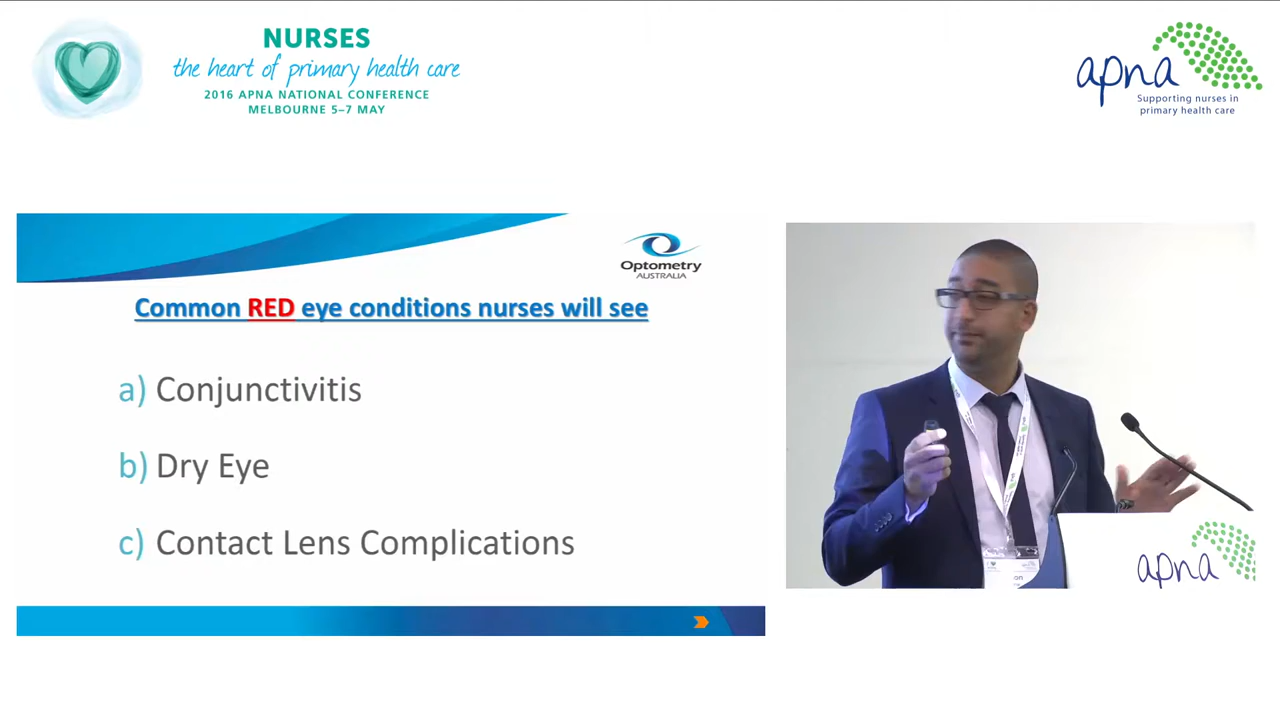 NURSES
the heart of primary health care
2016 APNA NATIONAL CONFERENCE
MELBOURNE 5–7 MAY
apna
Supporting nurses in
primary health care
Optometry
AUSTRALIA
Common RED eye conditions nurses will see
a) Conjunctivitis
b) Dry Eye
c) Contact Lens Complications
apna